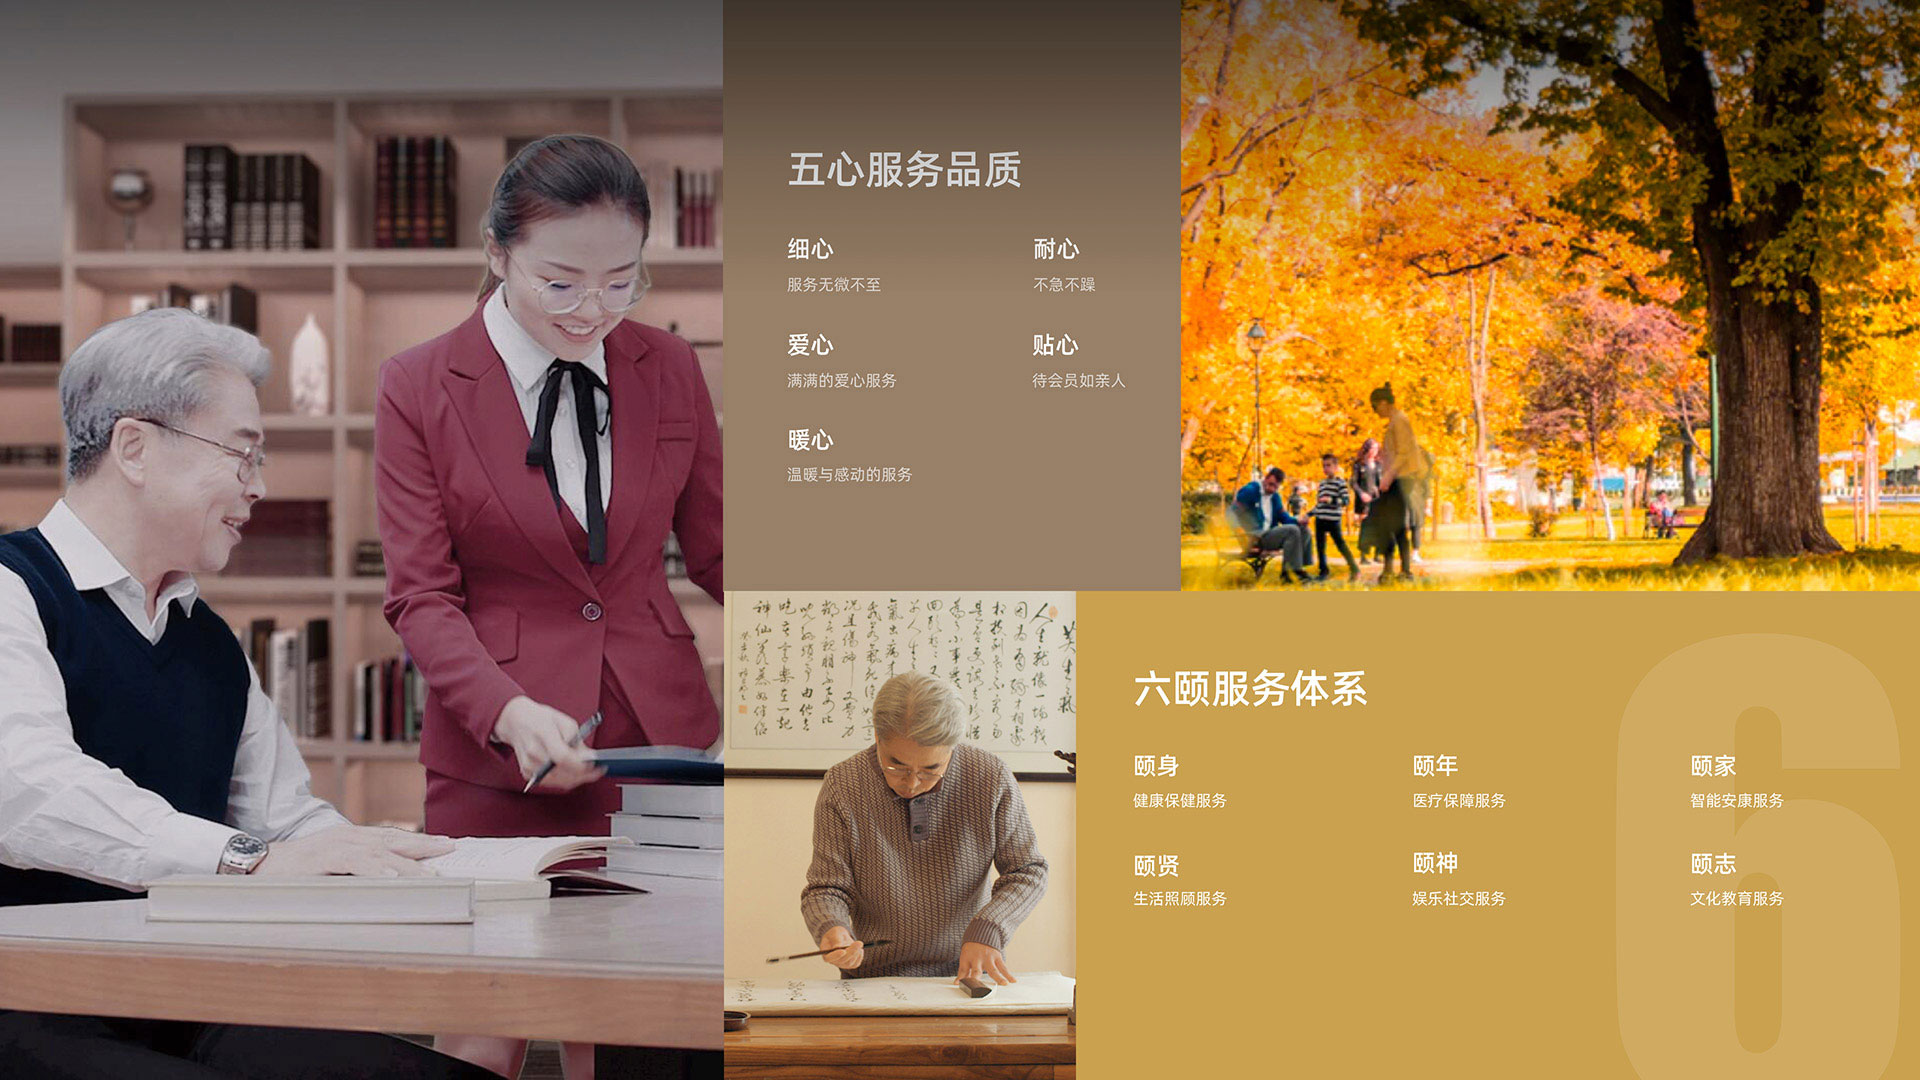 五心服务品质
细心
服务无微不至
耐心
不急不躁
爱心
满满的爱心服务
贴心
待会员如亲人
暖心
温暖与感动的服务
六颐服务体系
颐身
健康保健服务
颐年
医疗保障服务
颐家
智能安康服务
颐贤
生活照顾服务
颐神
娱乐社交服务
颐志
文化教育服务
6